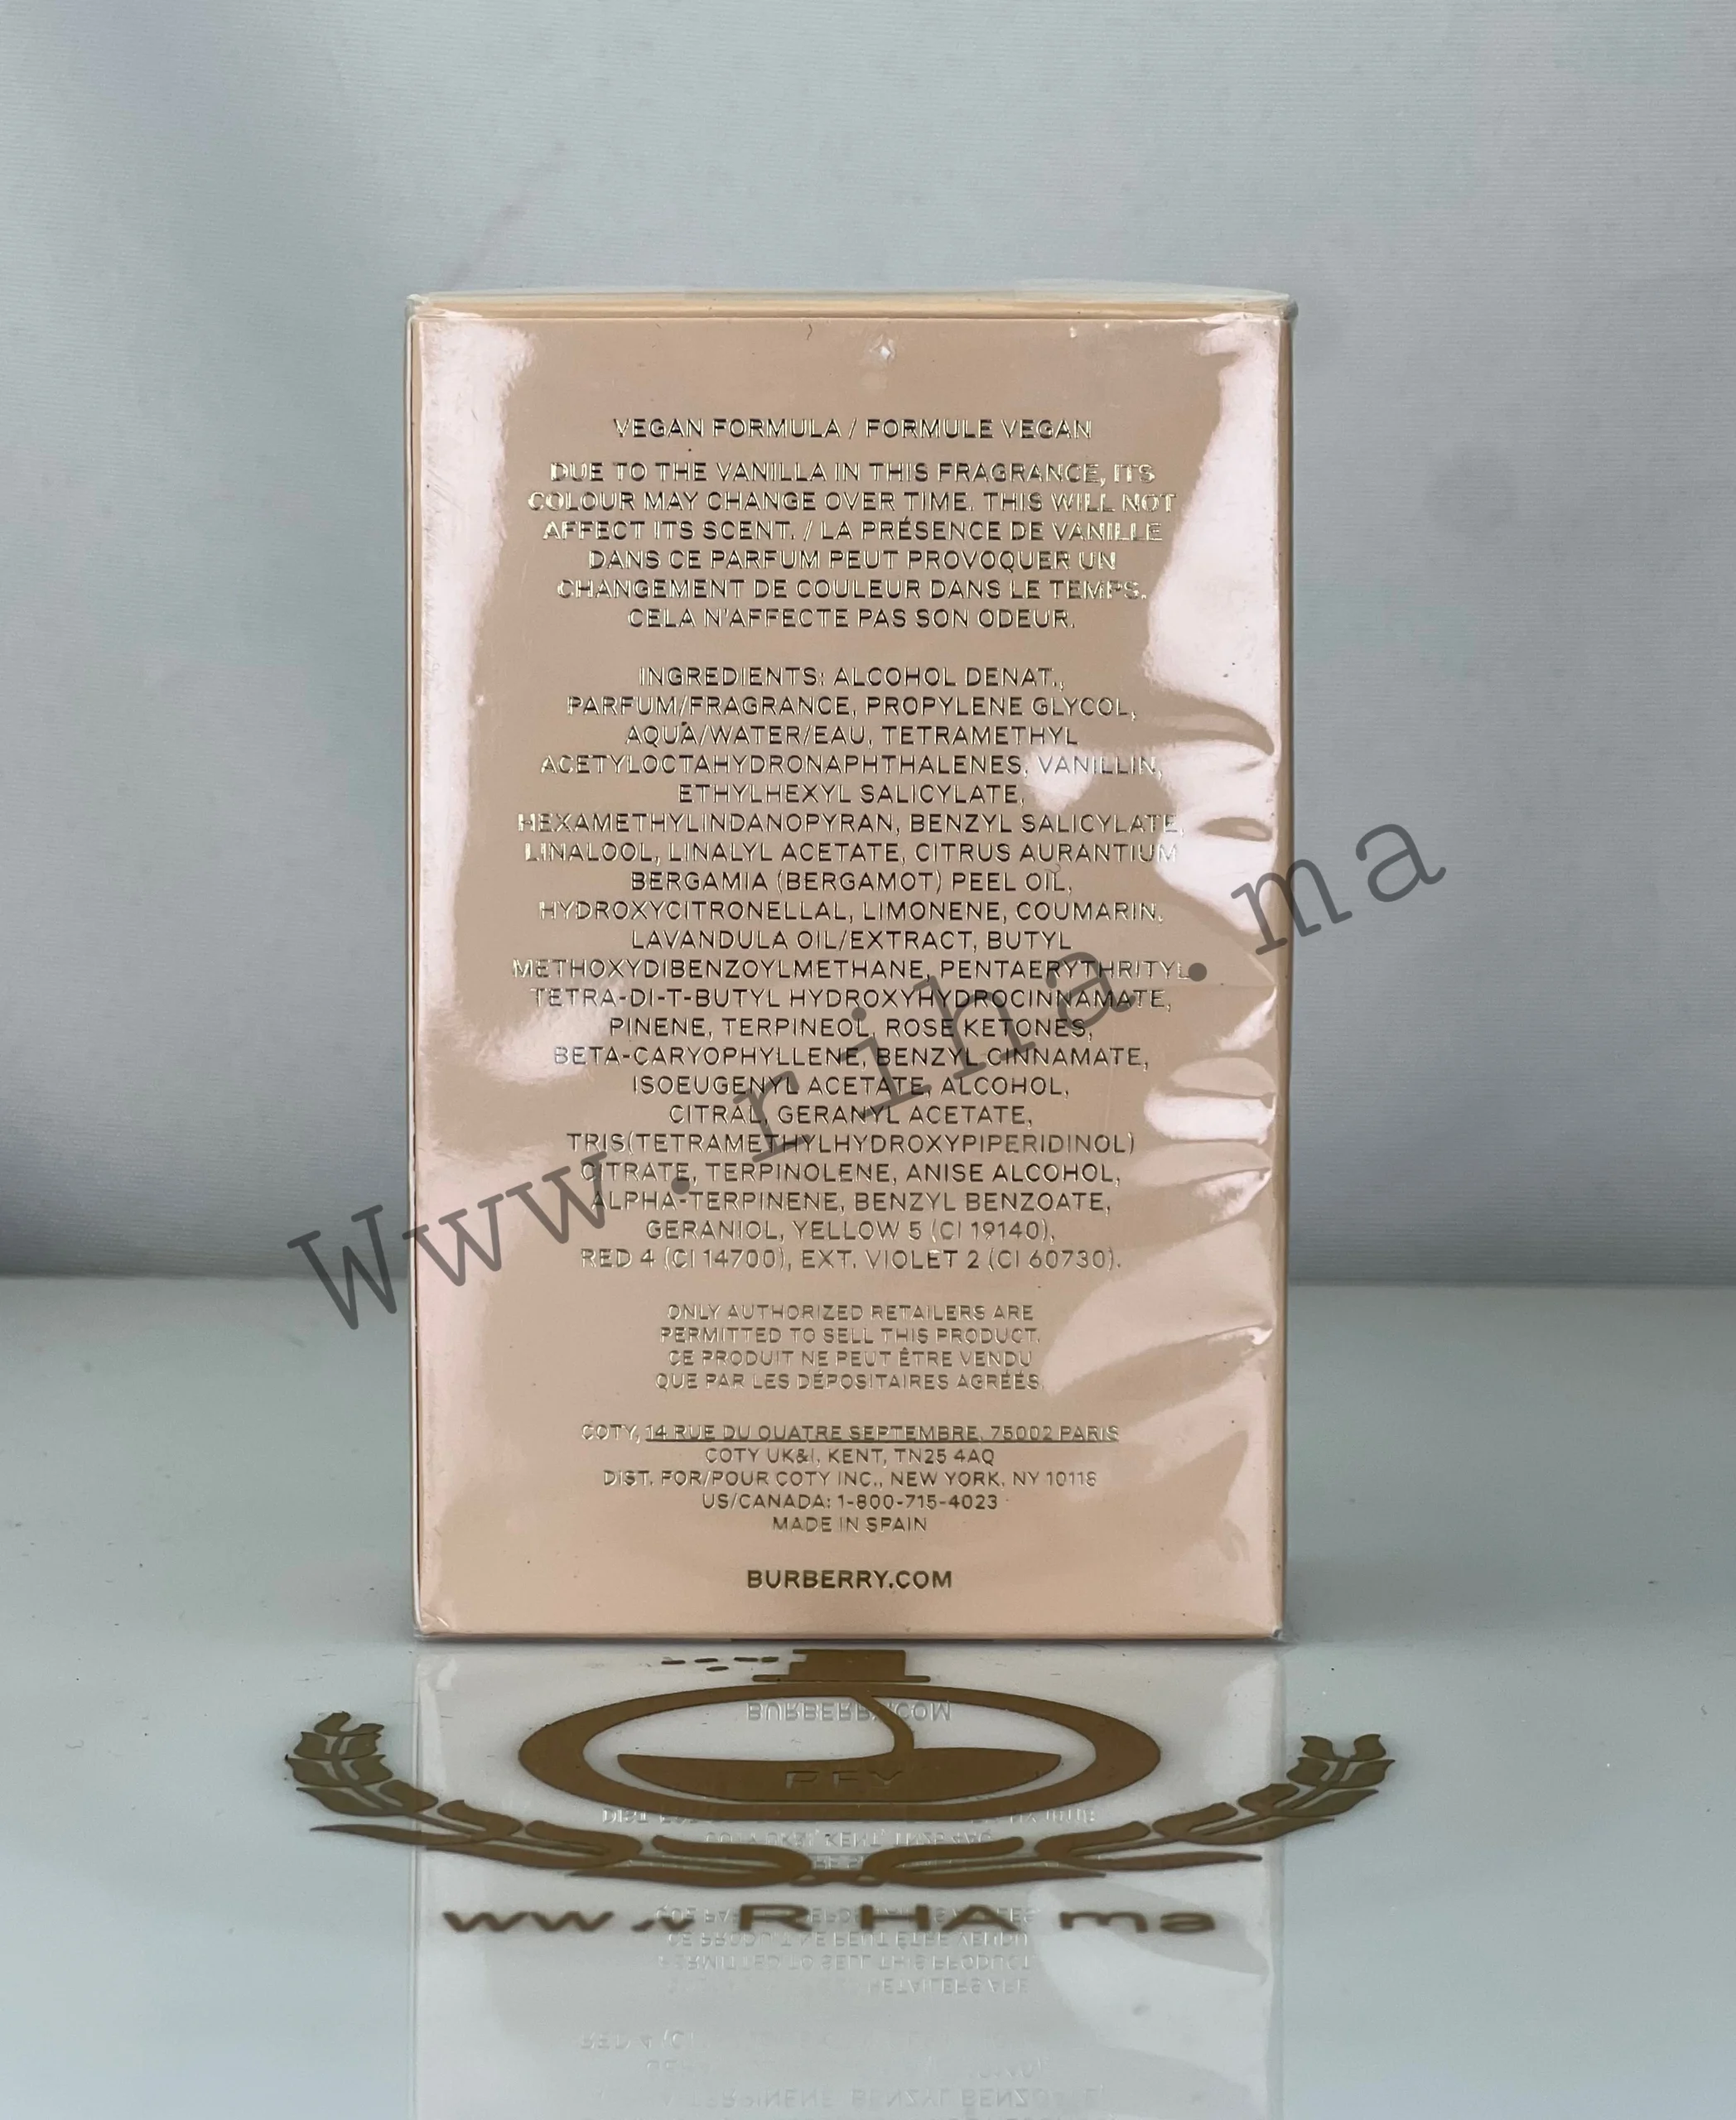 VEGAN FORMULA / FORMULE VEGAN
DUE TO THE VANILLA IN THIS FRAGRANCE, ITS
COLOUR MAY CHANGE OVER TIME. THIS WILL NOT
AFFECT ITS SCENT. / LA PRÉSENCE DE VANILLE
DANS CE PARFUM PEUT PROVOQUER UN
CHANGEMENT DE COULEUR DANS LE TEMPS.
CELA N'AFFECTE PAS SON ODEUR.
INGREDIENTS: ALCOHOL DENAT.,
PARFUM/FRAGRANCE, PROPYLENE GLYCOL,
AQUA/WATER/EAU, TETRAMETHYL
ACETYLOCTAHYDRONAPHTHALENES, VANILLIN,
ETHYLHEXYL SALICYLATE,
HEXAMETHYLINDANOPYRAN, BENZYL SALICYLATE,
LINALOOL, LINALYL ACETATE, CITRUS AURANTIUM
BERGAMIA (BERGAMOT) PEEL OIL,
HYDROXYCITRONELLAL, LIMONENE, COUMARIN,
LAVANDULA OIL/EXTRACT, BUTYL
METHOXYDIBENZOYLMETHANE, PENTAERYTHRITYL
TETRA-DI-T-BUTYL HYDROXYHYDROCINNAMATE,
PINENE, TERPINEOL, ROSE KETONES,
BETA-CARYOPHYLLENE, BENZYL CINNAMATE,
ISOEUGENYL ACETATE, ALCOHOL,
CITRAL, GERANYL ACETATE,
TRIS(TETRAMETHYLHYDROXYPIPERIDINOL)
CITRATE, TERPINOLENE, ANISE ALCOHOL,
ALPHA-TERPINENE, BENZYL BENZOATE,
GERANIOL, YELLOW 5 (CI 19140),
RED 4 (CI 14700), EXT. VIOLET 2 (CI 60730).
ONLY AUTHORIZED RETAILERS ARE
PERMITTED TO SELL THIS PRODUCT.
CE PRODUIT NE PEUT ÊTRE VENDU
QUE PAR LES DÉPOSITAIRES AGRÉÉS.
COTY, 14 RUE DU QUATRE SEPTEMBRE, 75002 PARIS
COTY UK&I, KENT, TN25 4AQ
DIST. FOR/POUR COTY INC., NEW YORK, NY 10118
US/CANADA: 1-800-715-4023
MADE IN SPAIN
BURBERRY.COM
Www.riha.ma
www.RIHA ma